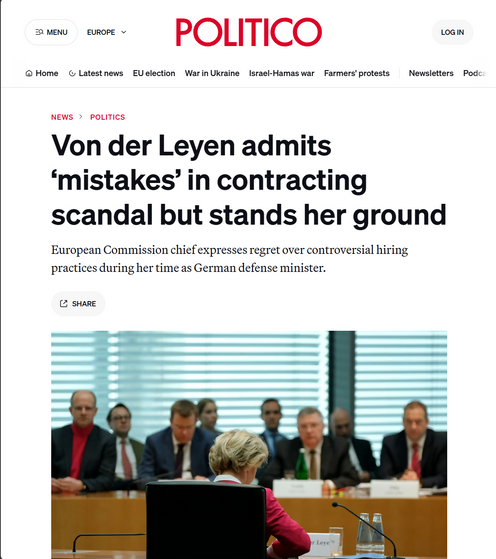 MENU
EUROPE
POLITICO
LOG IN
Home
Latest news
EU election
War in Ukraine
Israel-Hamas war
Farmers' protests
Newsletters
Podca
NEWS > POLITICS
Von der Leyen admits
‘mistakes’ in contracting
scandal but stands her ground
European Commission chief expresses regret over controversial hiring
practices during her time as German defense minister.
SHARE